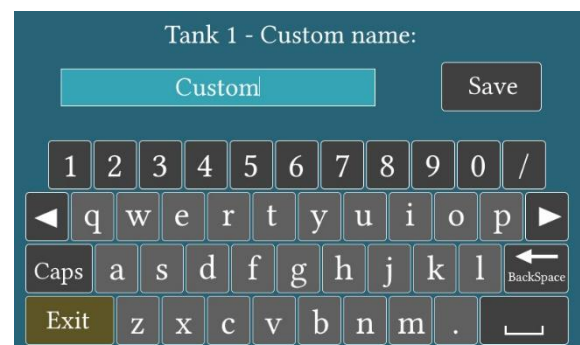 Tank 1 - Custom name:
Custom Save
1 2 3 4 5 6 7 8 9 0 /
q w e r t y u i o p
Caps a s d f g h j k l BackSpace
Exit z x c v b n m .